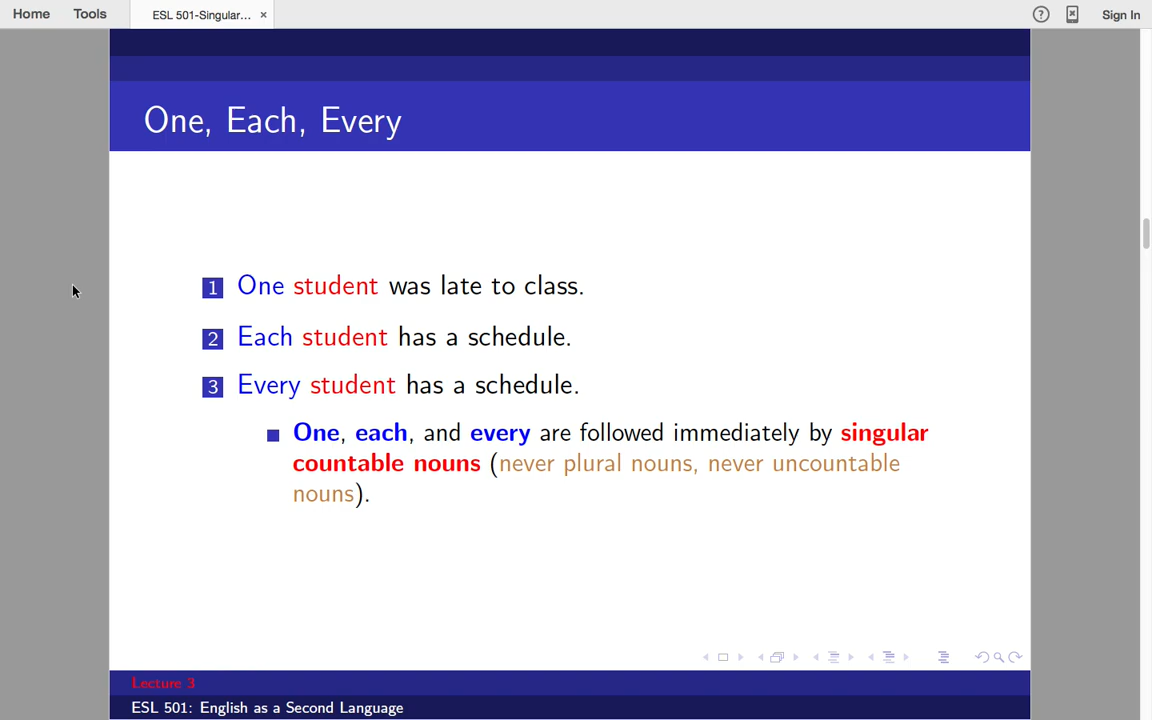 Home Tools ESL 501-Singular... × Sign In
One, Each, Every
1 One student was late to class.
2 Each student has a schedule.
3 Every student has a schedule.
One, each, and every are followed immediately by singular
countable nouns (never plural nouns, never uncountable
nouns).
Lecture 3
ESL 501: English as a Second Language